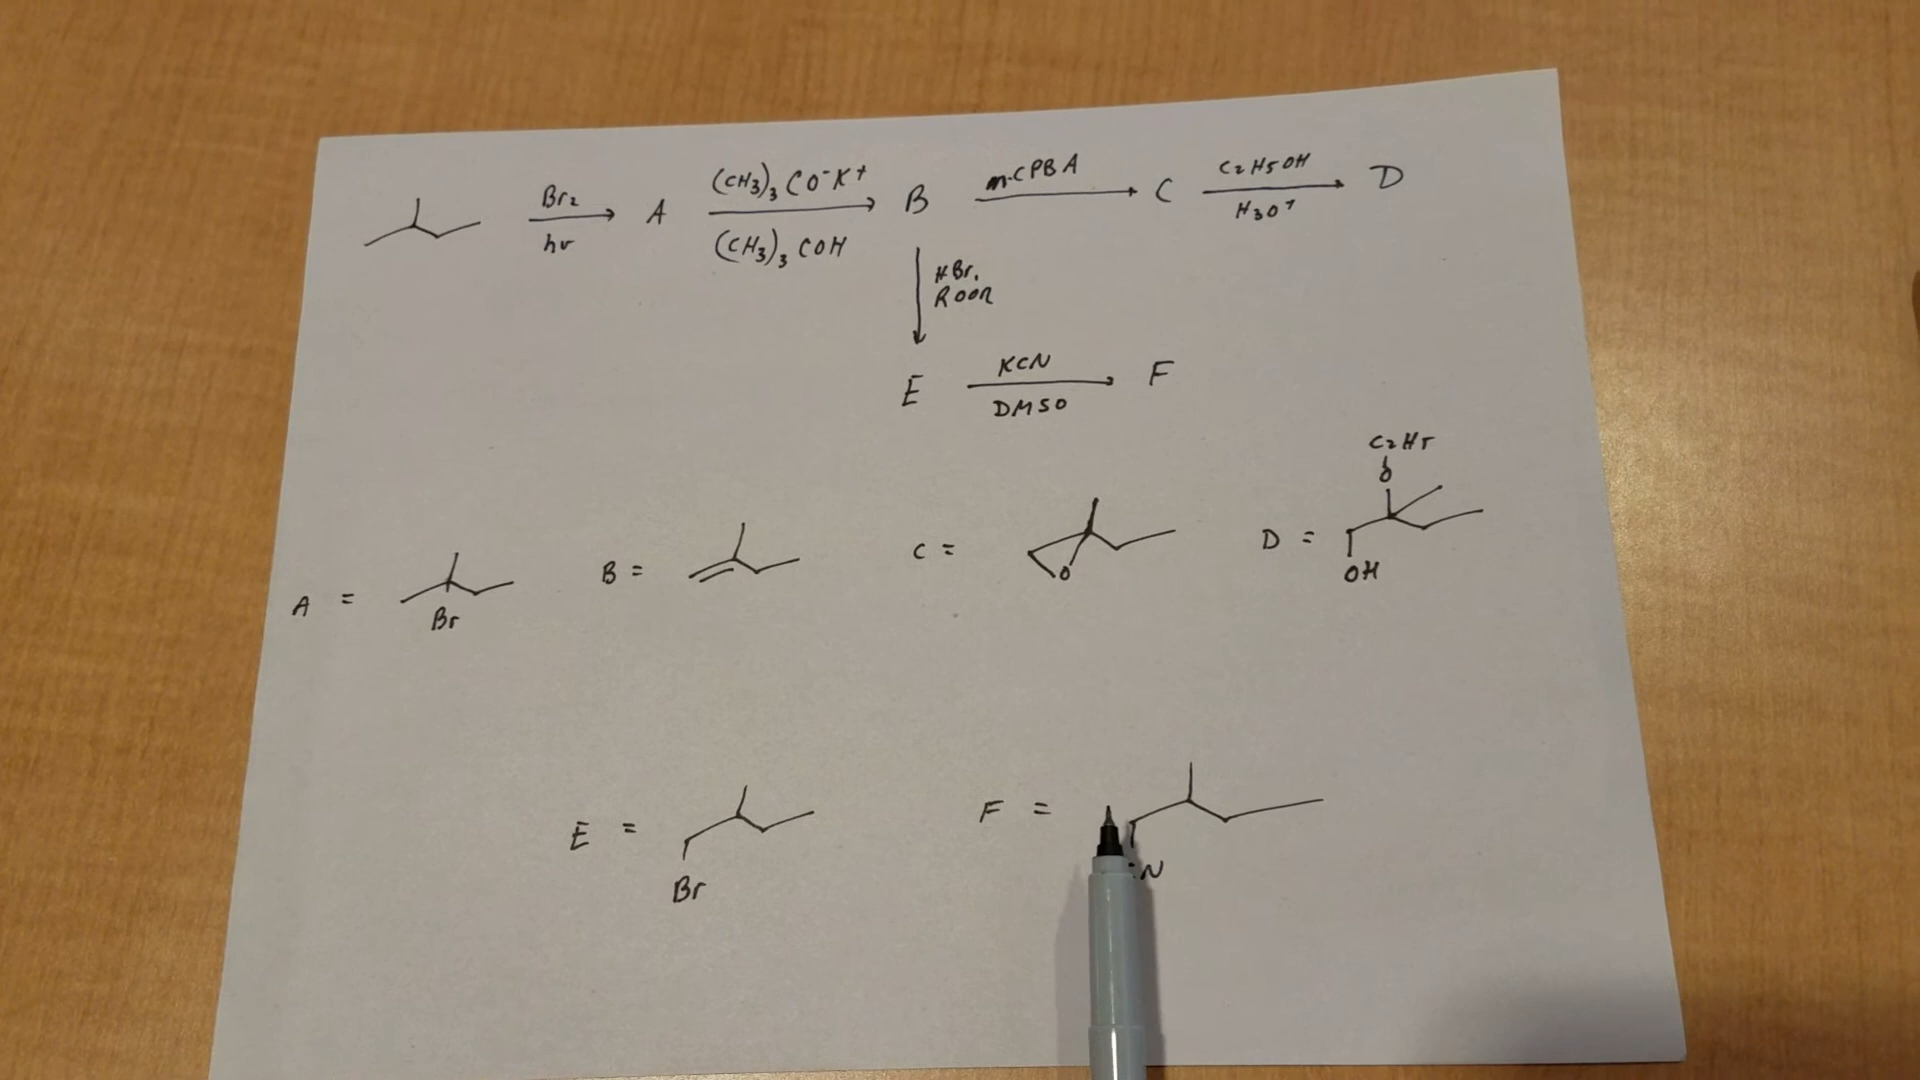 Br2 hν A (CH3)3CO-K+ (CH3)3COH B m-CPBA C C2H5OH H3O+ D
HBr,
ROOR
E KCN DMSO F
A = Br
B =
C = O
D = C2H5 O OH
E = Br
F = N